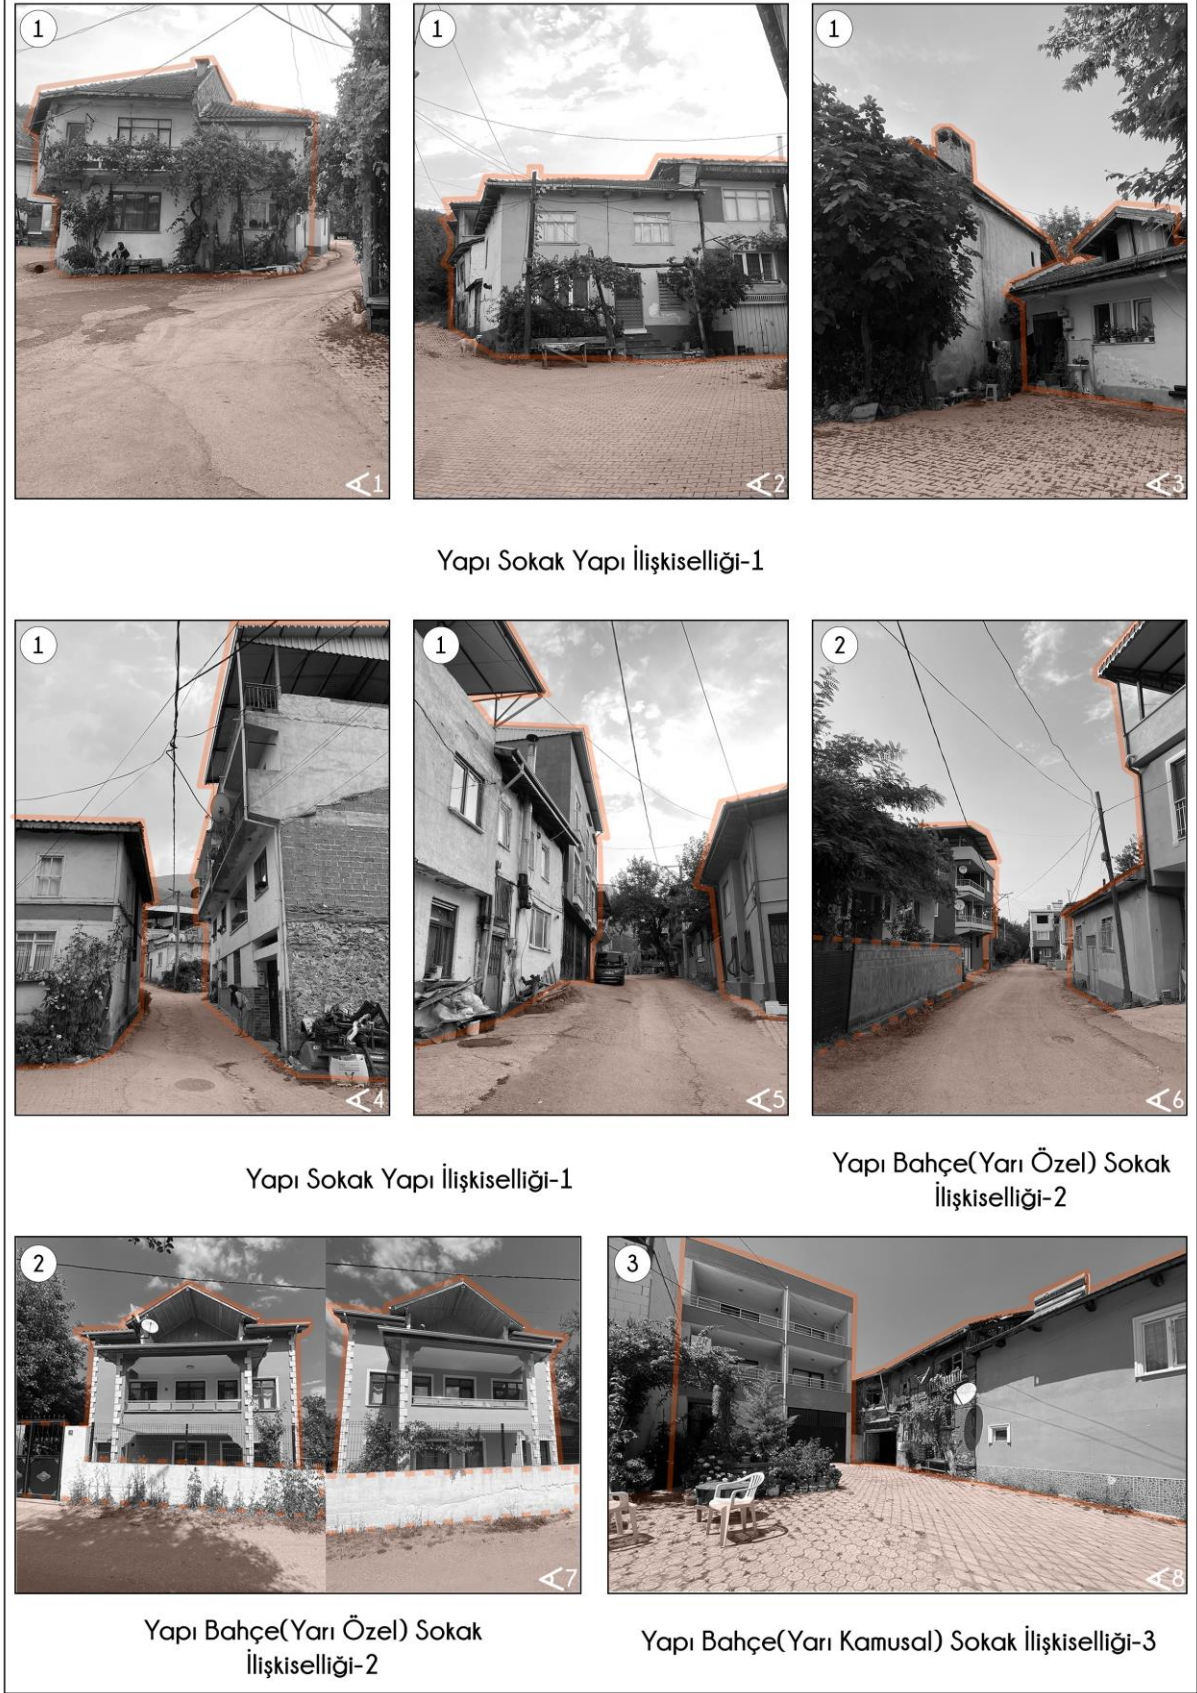 1
1
1
1
2
3
Yapı Sokak Yapı İlişkiselliği-1
1
1
2
4
5
6
Yapı Sokak Yapı İlişkiselliği-1
Yapı Bahçe(Yarı Özel) Sokak
İlişkiselliği-2
2
3
7
8
Yapı Bahçe(Yarı Özel) Sokak
İlişkiselliği-2
Yapı Bahçe(Yarı Kamusal) Sokak İlişkiselliği-3